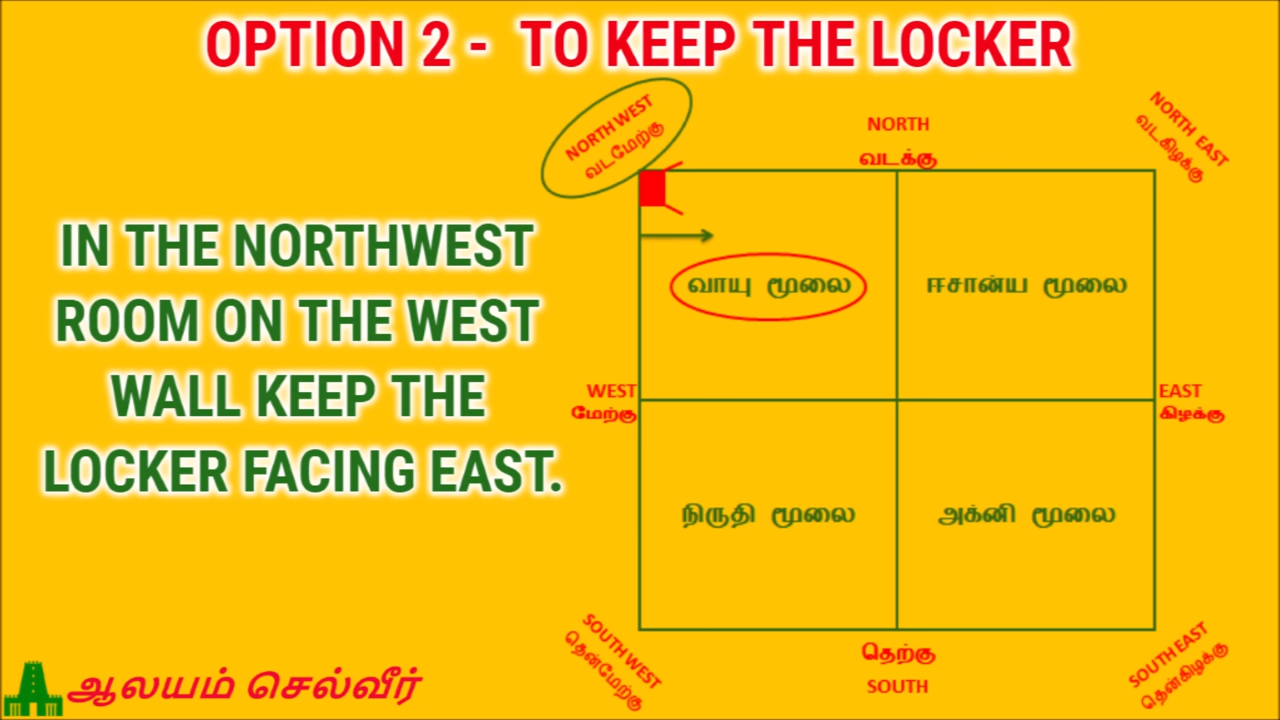 OPTION 2 - TO KEEP THE LOCKER
NORTH WEST
வடமேற்கு
NORTH
வடக்கு
NORTH EAST
வடகிழக்கு
IN THE NORTHWEST
ROOM ON THE WEST
WALL KEEP THE
LOCKER FACING EAST.
வாயு மூலை
ஈசான்ய மூலை
WEST
மேற்கு
EAST
கிழக்கு
நிருதி மூலை
அக்னி மூலை
SOUTH WEST
தென்மேற்கு
தெற்கு
SOUTH
SOUTH EAST
தென்கிழக்கு
ஆலயம் செல்வீர்